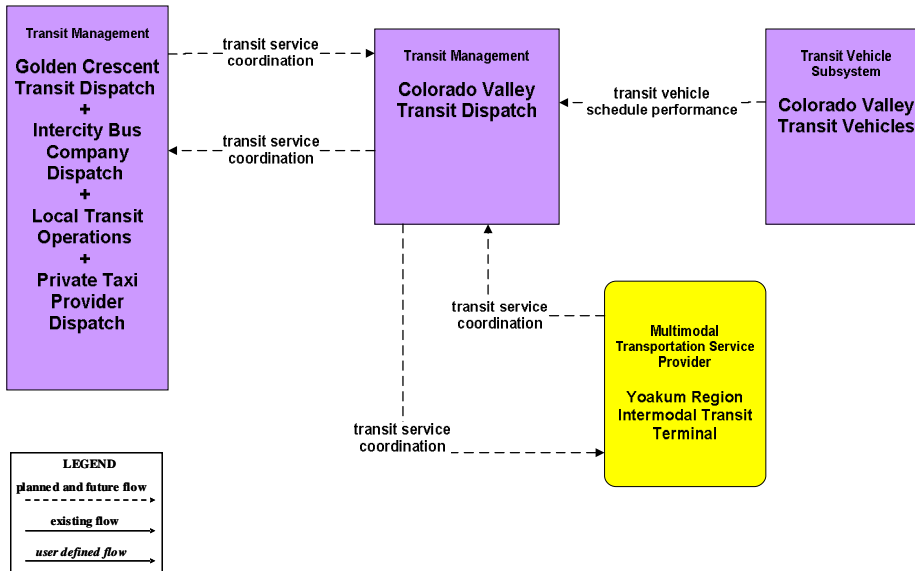 Transit Management
Golden Crescent
Transit Dispatch
+
Intercity Bus
Company
Dispatch
+
Local Transit
Operations
+
Private Taxi
Provider
Dispatch
transit service
coordination
transit service
coordination
Transit Management
Colorado Valley
Transit Dispatch
transit vehicle
schedule performance
Transit Vehicle
Subsystem
Colorado Valley
Transit Vehicles
transit service
coordination
Multimodal
Transportation Service
Provider
Yoakum Region
Intermodal Transit
Terminal
transit service
coordination
LEGEND
planned and future flow
existing flow
user defined flow